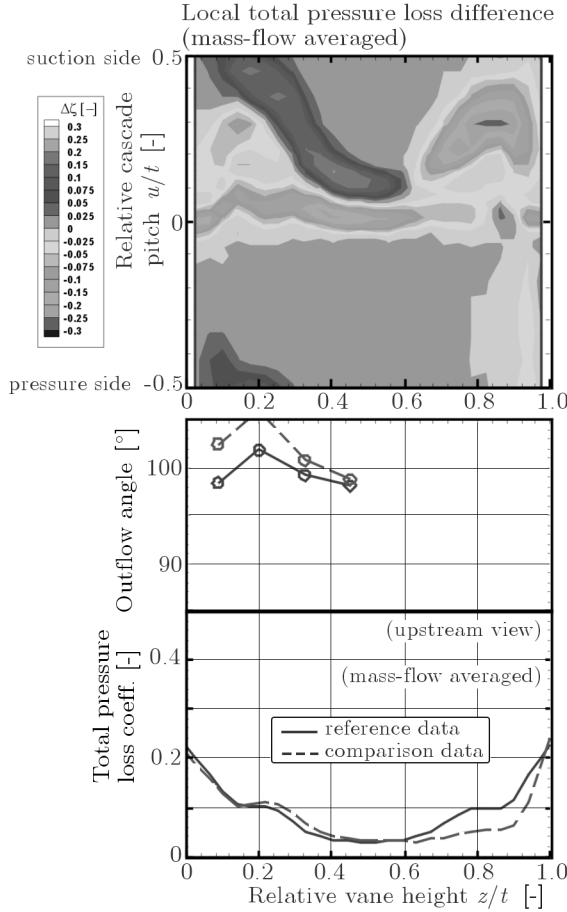 Local total pressure loss difference
(mass-flow averaged)
suction side
pressure side
Δζ [-]
0.3
0.25
0.2
0.15
0.1
0.075
0.05
0.025
0
-0.025
-0.05
-0.075
-0.1
-0.15
-0.2
-0.25
-0.3
Relative cascade
pitch u/t [-]
0.5
0
-0.5
0 0.2 0.4 0.6 0.8 1.0
Outflow angle [°]
100
90
(upstream view)
(mass-flow averaged)
Total pressure
loss coeff. [-]
0.4
0.2
0
reference data
comparison data
0 0.2 0.4 0.6 0.8 1.0
Relative vane height z/t [-]